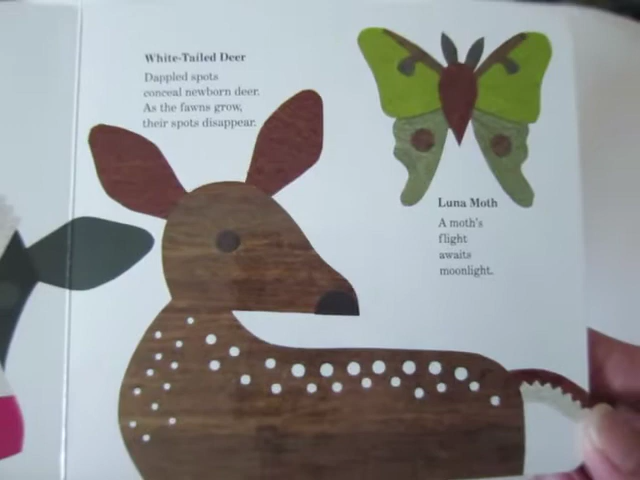 White-Tailed Deer
Dappled spots
conceal newborn deer.
As the fawns grow,
their spots disappear.
Luna Moth
A moth's
flight
awaits
moonlight.